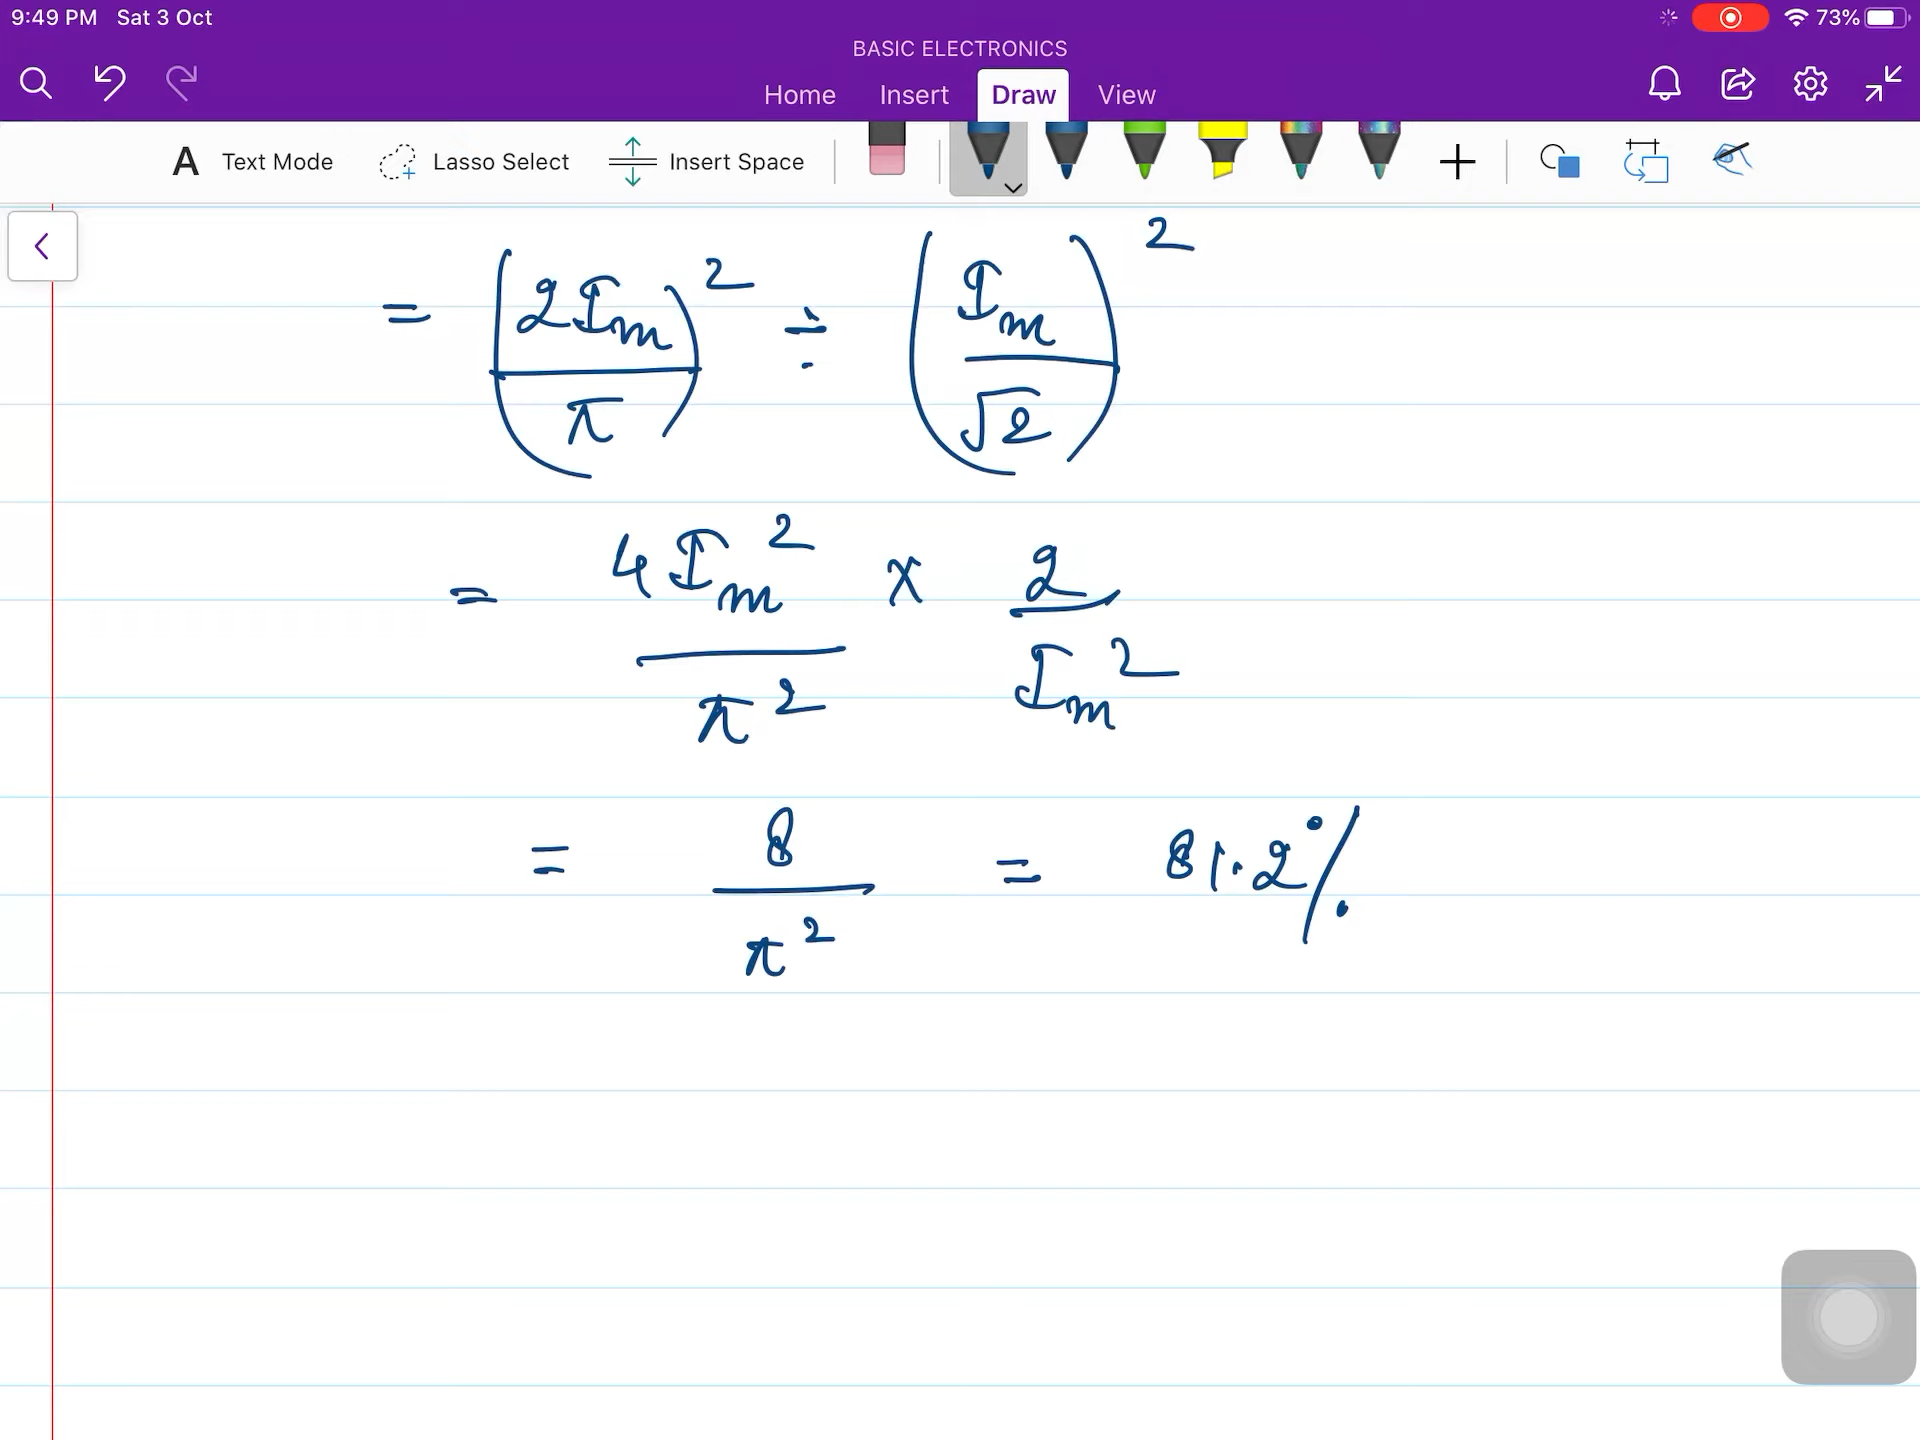 9:49 PM Sat 3 Oct 73%
BASIC ELECTRONICS
Home Insert Draw View
A Text Mode Lasso Select Insert Space
= (2Im/π)² ÷ (Im/√2)²
= 4Im²/π² x 2/Im²
= 8/π² = 81.2%